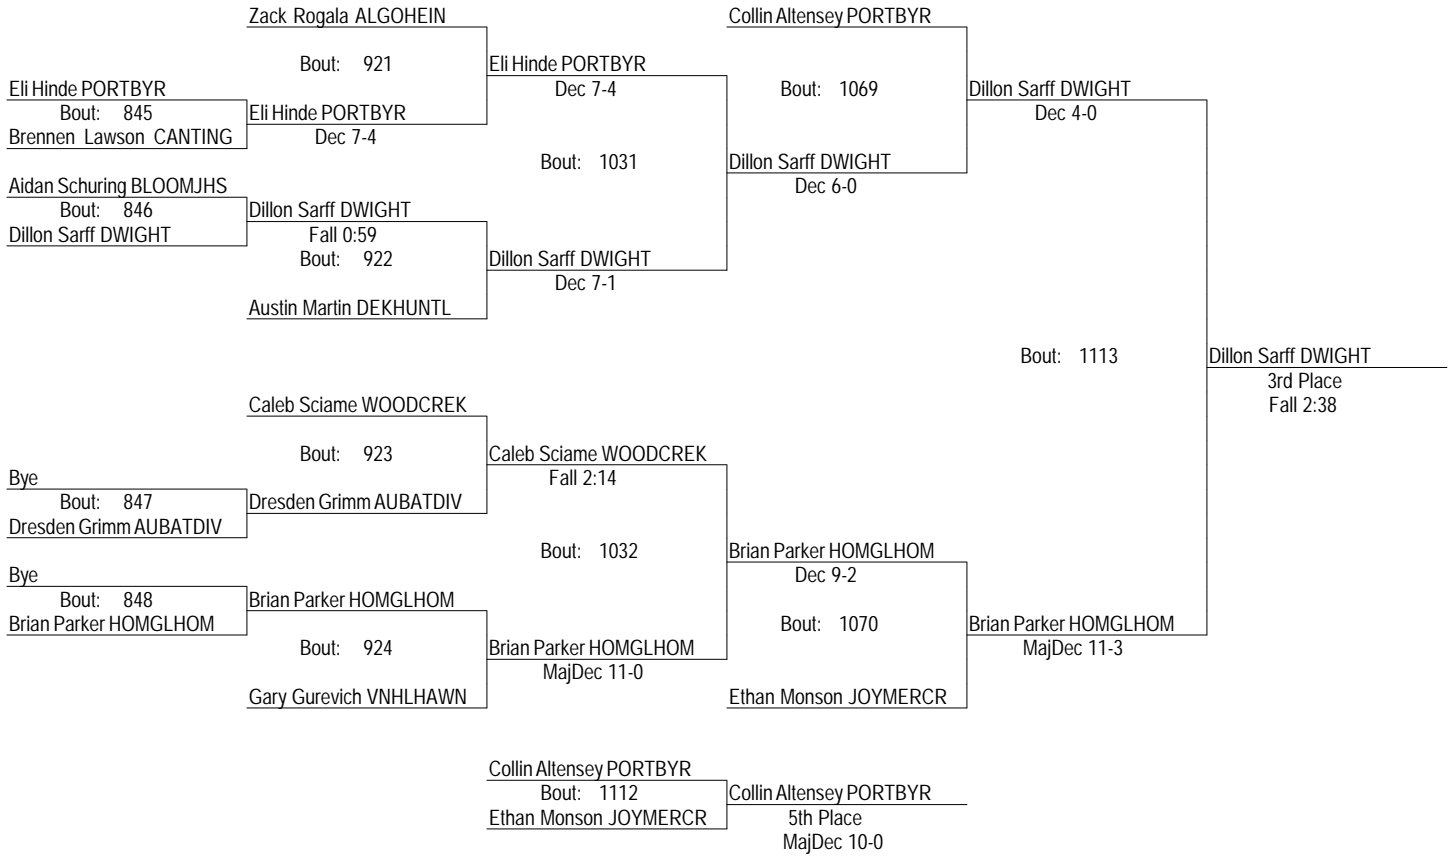 Zack Rogala ALGOHEIN
Bout: 921
Eli Hinde PORTBYR
Bout: 845
Brennen Lawson CANTING
Eli Hinde PORTBYR
Dec 7-4
Eli Hinde PORTBYR
Dec 7-4
Aidan Schuring BLOOMJHS
Bout: 846
Dillon Sarff DWIGHT
Dillon Sarff DWIGHT
Fall 0:59
Bout: 922
Austin Martin DEKHUNTL
Dillon Sarff DWIGHT
Dec 7-1
Bout: 1031
Collin Altensey PORTBYR
Bout: 1069
Dillon Sarff DWIGHT
Dec 6-0
Dillon Sarff DWIGHT
Dec 4-0
Caleb Sciame WOODCREK
Bout: 923
Bye
Bout: 847
Dresden Grimm AUBATDIV
Dresden Grimm AUBATDIV
Caleb Sciame WOODCREK
Fall 2:14
Bye
Bout: 848
Brian Parker HOMGLHOM
Brian Parker HOMGLHOM
Bout: 924
Gary Gurevich VNHLHAWN
Brian Parker HOMGLHOM
MajDec 11-0
Bout: 1032
Brian Parker HOMGLHOM
Dec 9-2
Bout: 1070
Ethan Monson JOYMERCR
Brian Parker HOMGLHOM
MajDec 11-3
Bout: 1113
Dillon Sarff DWIGHT
3rd Place
Fall 2:38
Collin Altensey PORTBYR
Bout: 1112
Ethan Monson JOYMERCR
Collin Altensey PORTBYR
5th Place
MajDec 10-0